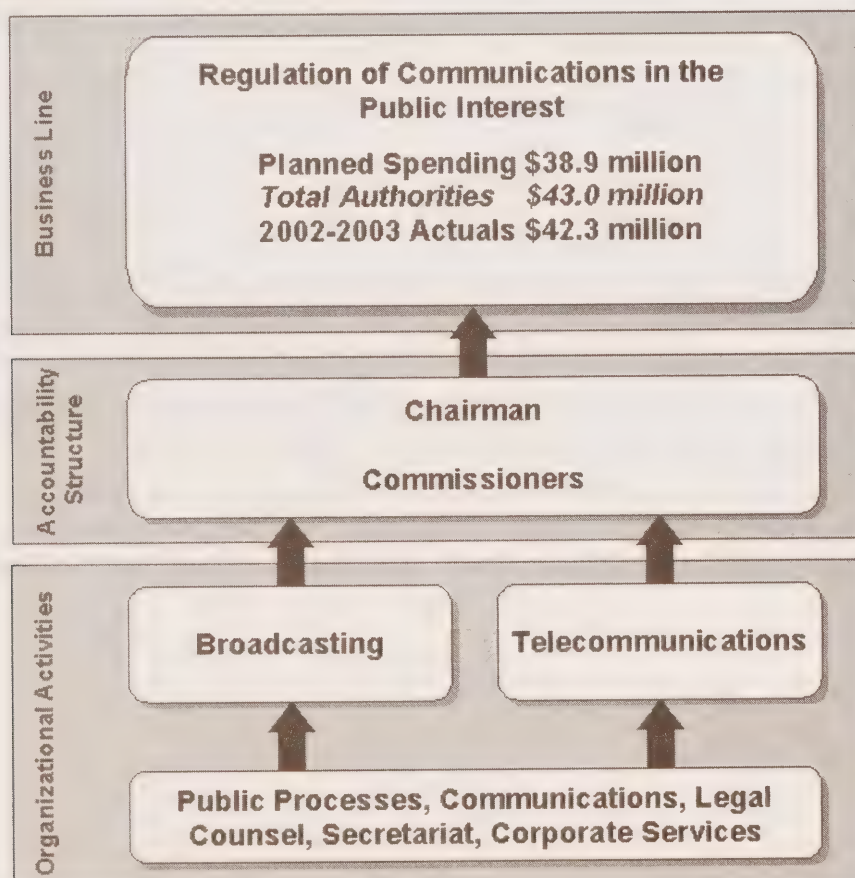 Business Line
Regulation of Communications in the
Public Interest
Planned Spending $38.9 million
Total Authorities $43.0 million
2002-2003 Actuals $42.3 million
Accountability
Structure
Chairman
Commissioners
Organizational Activities
Broadcasting
Telecommunications
Public Processes, Communications, Legal
Counsel, Secretariat, Corporate Services